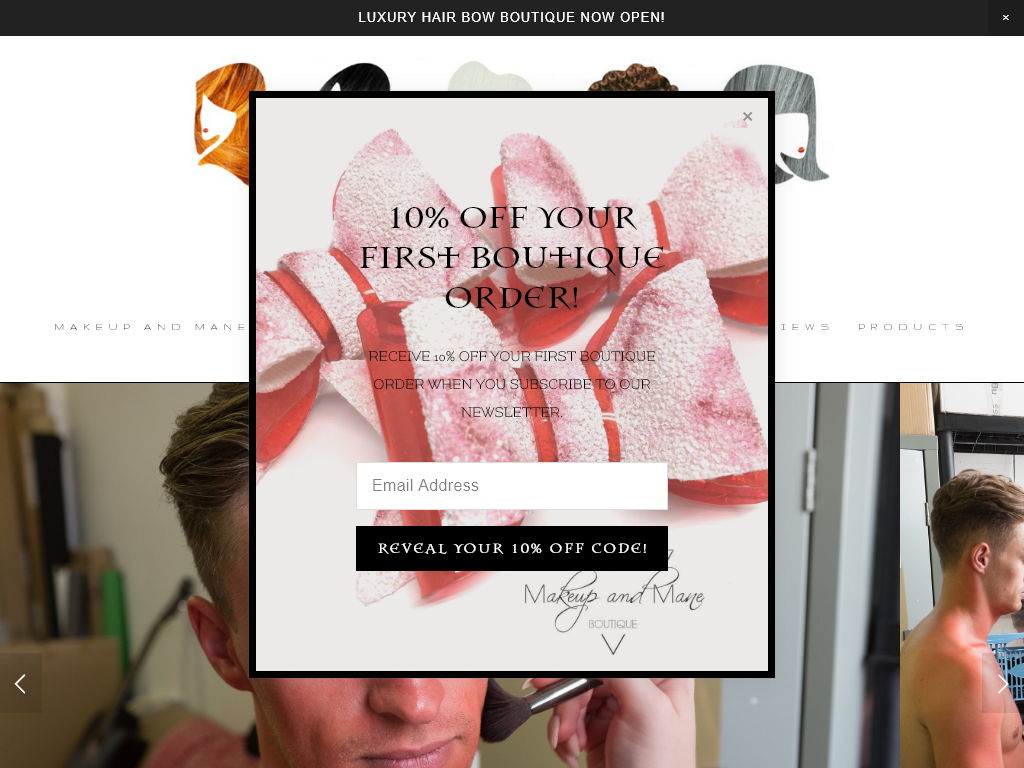 LUXURY HAIR BOW BOUTIQUE NOW OPEN!
×
×
10% OFF YOUR
FIRST BOUTIQUE
ORDER!
MAKEUP AND MANE
PRODUCTS
RECEIVE 10% OFF YOUR FIRST BOUTIQUE
ORDER WHEN YOU SUBSCRIBE TO OUR
NEWSLETTER.
Email Address
REVEAL YOUR 10% OFF CODE!
Makeup and Mane
BOUTIQUE